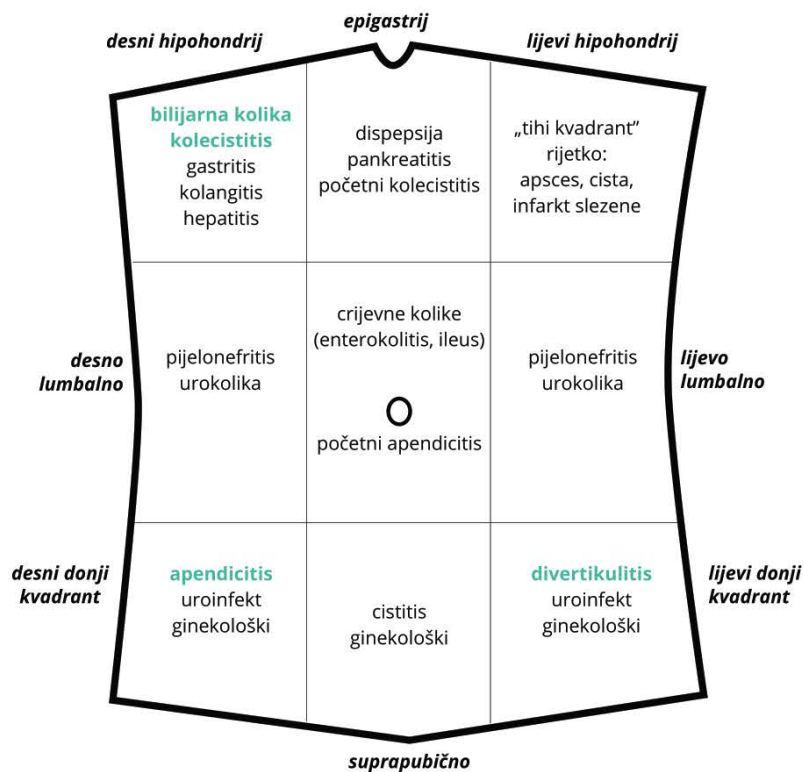 epigastrij
desni hipohondrij
lijevi hipohondrij
bilijarna kolika
kolecistitis
gastritis
kolangitis
hepatitis
dispepsija
pankreatitis
početni kolecistitis
„tihi kvadrant”
rijetko:
apsces, cista,
infarkt slezene
desno
lumbalno
pijelonefritis
urokolika
crijevne kolike
(enterokolitis, ileus)
početni apendicitis
pijelonefritis
urokolika
lijevo
lumbalno
desni donji
kvadrant
apendicitis
uroinfekt
ginekološki
cistitis
ginekološki
divertikulitis
uroinfekt
ginekološki
lijevi donji
kvadrant
suprapubično